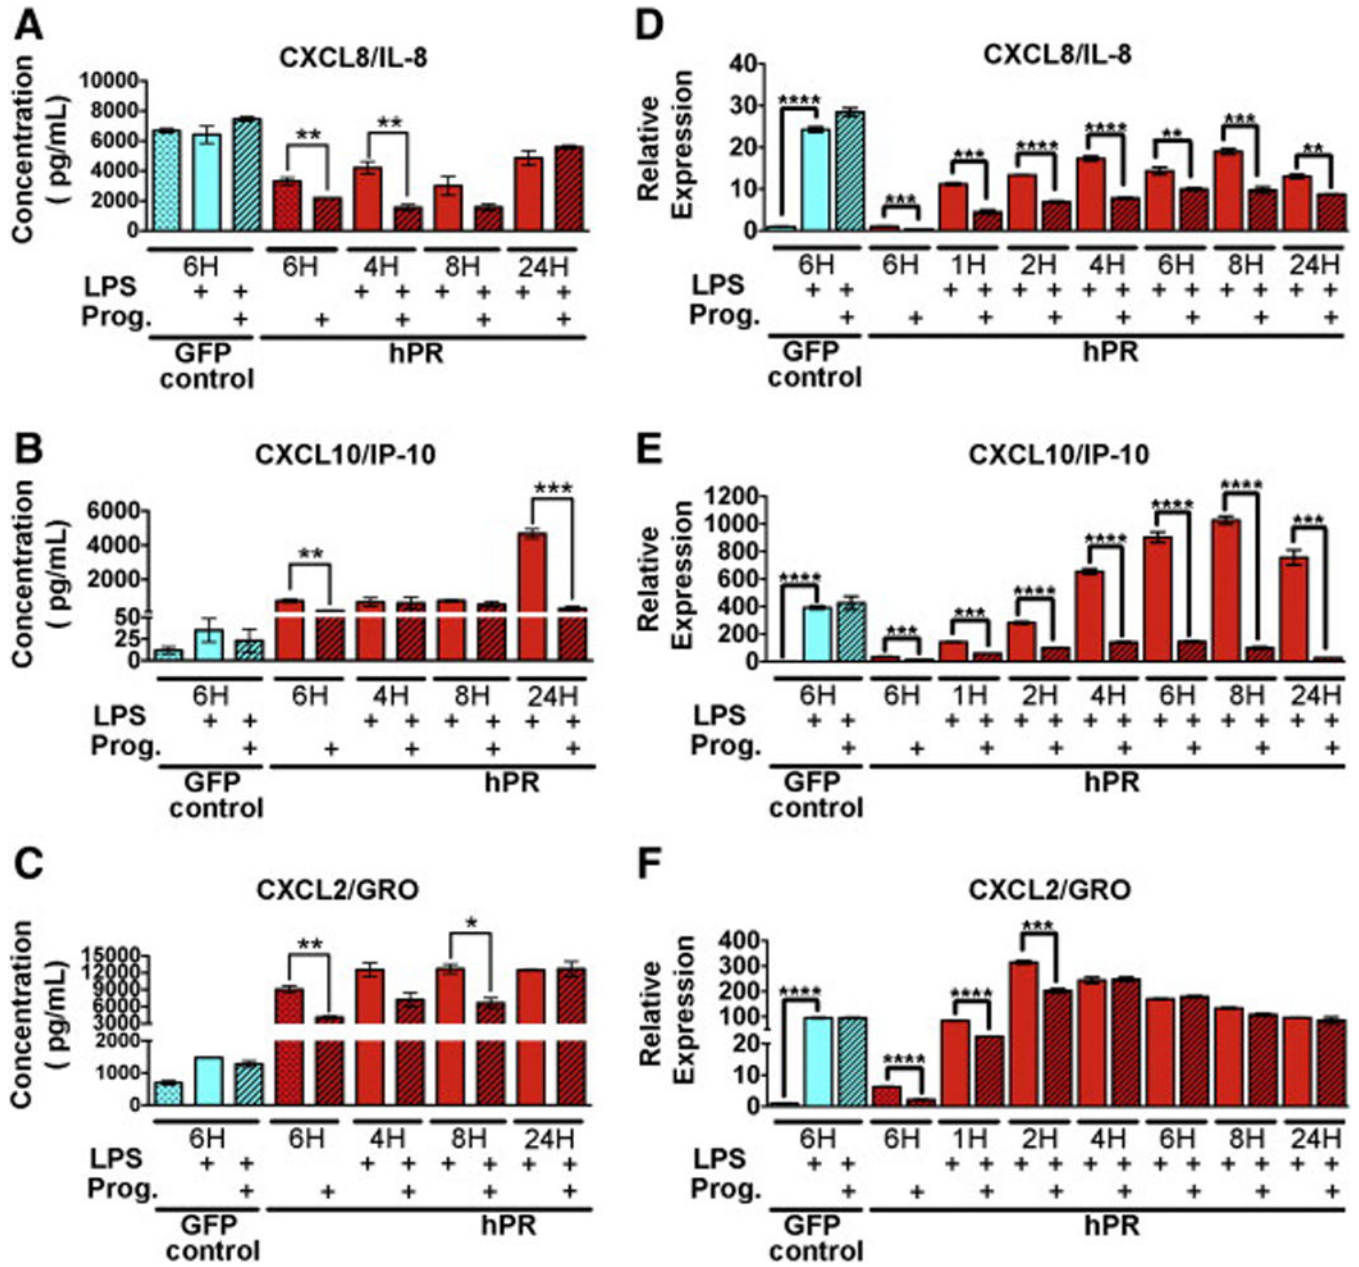 A
CXCL8/IL-8
Concentration
( pg/mL)
10000
8000
6000
4000
2000
0
** **
6H 6H 4H 8H 24H
LPS + + + + + + + +
Prog. + + + + +
GFP
control
hPR
D
CXCL8/IL-8
Relative
Expression
40
30
20
10
0
**** *** *** **** **** ** *** **
6H 6H 1H 2H 4H 6H 8H 24H
LPS + + + + + + + + + + + + + +
Prog. + + + + + + + +
GFP
control
hPR
B
CXCL10/IP-10
Concentration
( pg/mL)
6000
4000
2000
50
25
0
** ***
6H 6H 4H 8H 24H
LPS + + + + + + + +
Prog. + + + + +
GFP
control
hPR
E
CXCL10/IP-10
Relative
Expression
1200
1000
800
600
400
200
0
**** *** *** **** **** **** **** ***
6H 6H 1H 2H 4H 6H 8H 24H
LPS + + + + + + + + + + + + + +
Prog. + + + + + + + +
GFP
control
hPR
C
CXCL2/GRO
Concentration
( pg/mL)
15000
12000
9000
6000
3000
2000
1000
0
** *
6H 6H 4H 8H 24H
LPS + + + + + + + +
Prog. + + + + +
GFP
control
hPR
F
CXCL2/GRO
Relative
Expression
400
300
200
100
20
10
0
**** **** **** ***
6H 6H 1H 2H 4H 6H 8H 24H
LPS + + + + + + + + + + + + + +
Prog. + + + + + + + +
GFP
control
hPR